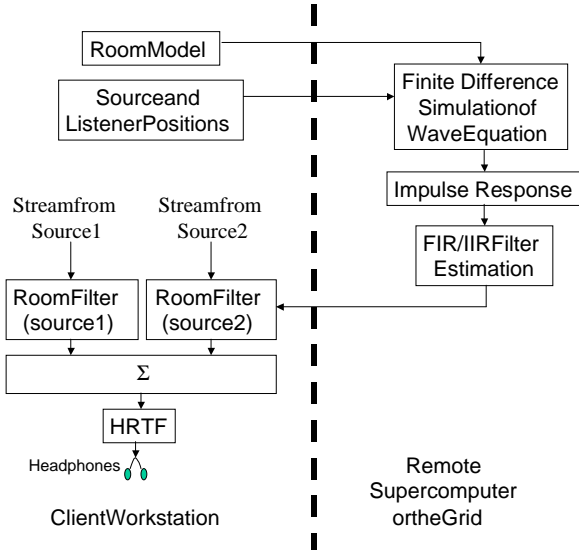 RoomModel
Sourceand
ListenerPositions
Finite Difference
Simulationof
WaveEquation
Impulse Response
FIR/IIRFilter
Estimation
Streamfrom
Source1
Streamfrom
Source2
RoomFilter
(source1)
RoomFilter
(source2)
Σ
HRTF
Headphones
ClientWorkstation
Remote
Supercomputer
ortheGrid